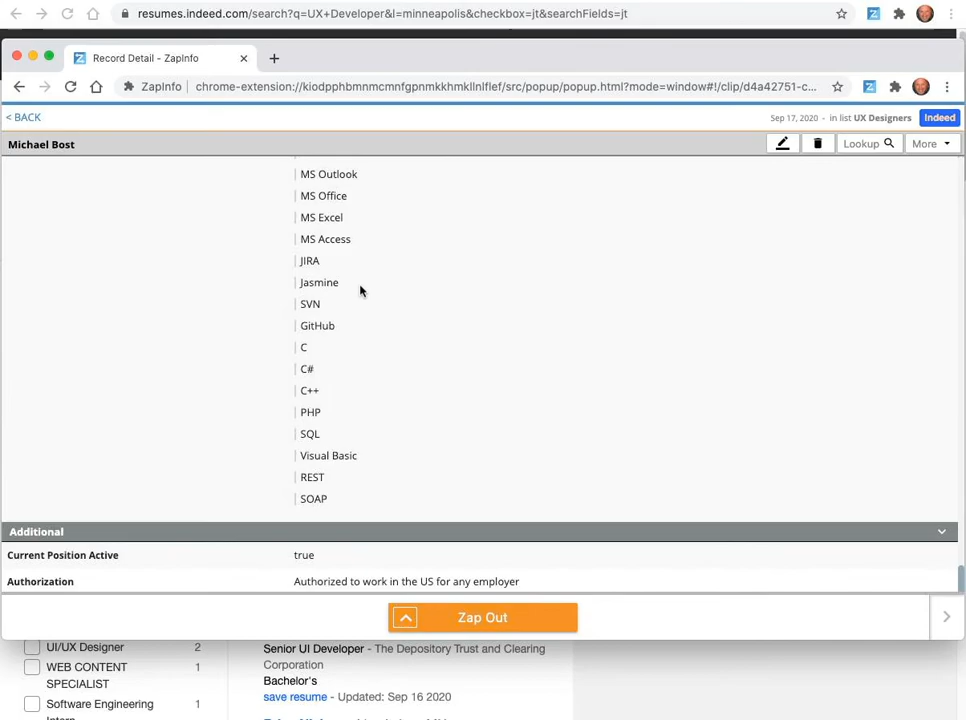 resumes.indeed.com/search?q=UX+Developer&l=minneapolis&checkbox=jt&searchFields=jt
Record Detail - ZapInfo
ZapInfo
chrome-extension://kiodpphbmnmcmnfgpnmkkhmkllnlflef/src/popup/popup.html?mode=window#!/clip/d4a42751-c...
< BACK
Sep 17, 2020 - in list UX Designers Indeed
Michael Bost
Lookup
More
MS Outlook
MS Office
MS Excel
MS Access
JIRA
Jasmine
SVN
GitHub
C
C#
C++
PHP
SQL
Visual Basic
REST
SOAP
Additional
Current Position Active true
Authorization Authorized to work in the US for any employer
Zap Out
UI/UX Designer 2
WEB CONTENT SPECIALIST 1
Software Engineering 1
Senior UI Developer - The Depository Trust and Clearing
Corporation
Bachelor's
save resume - Updated: Sep 16 2020